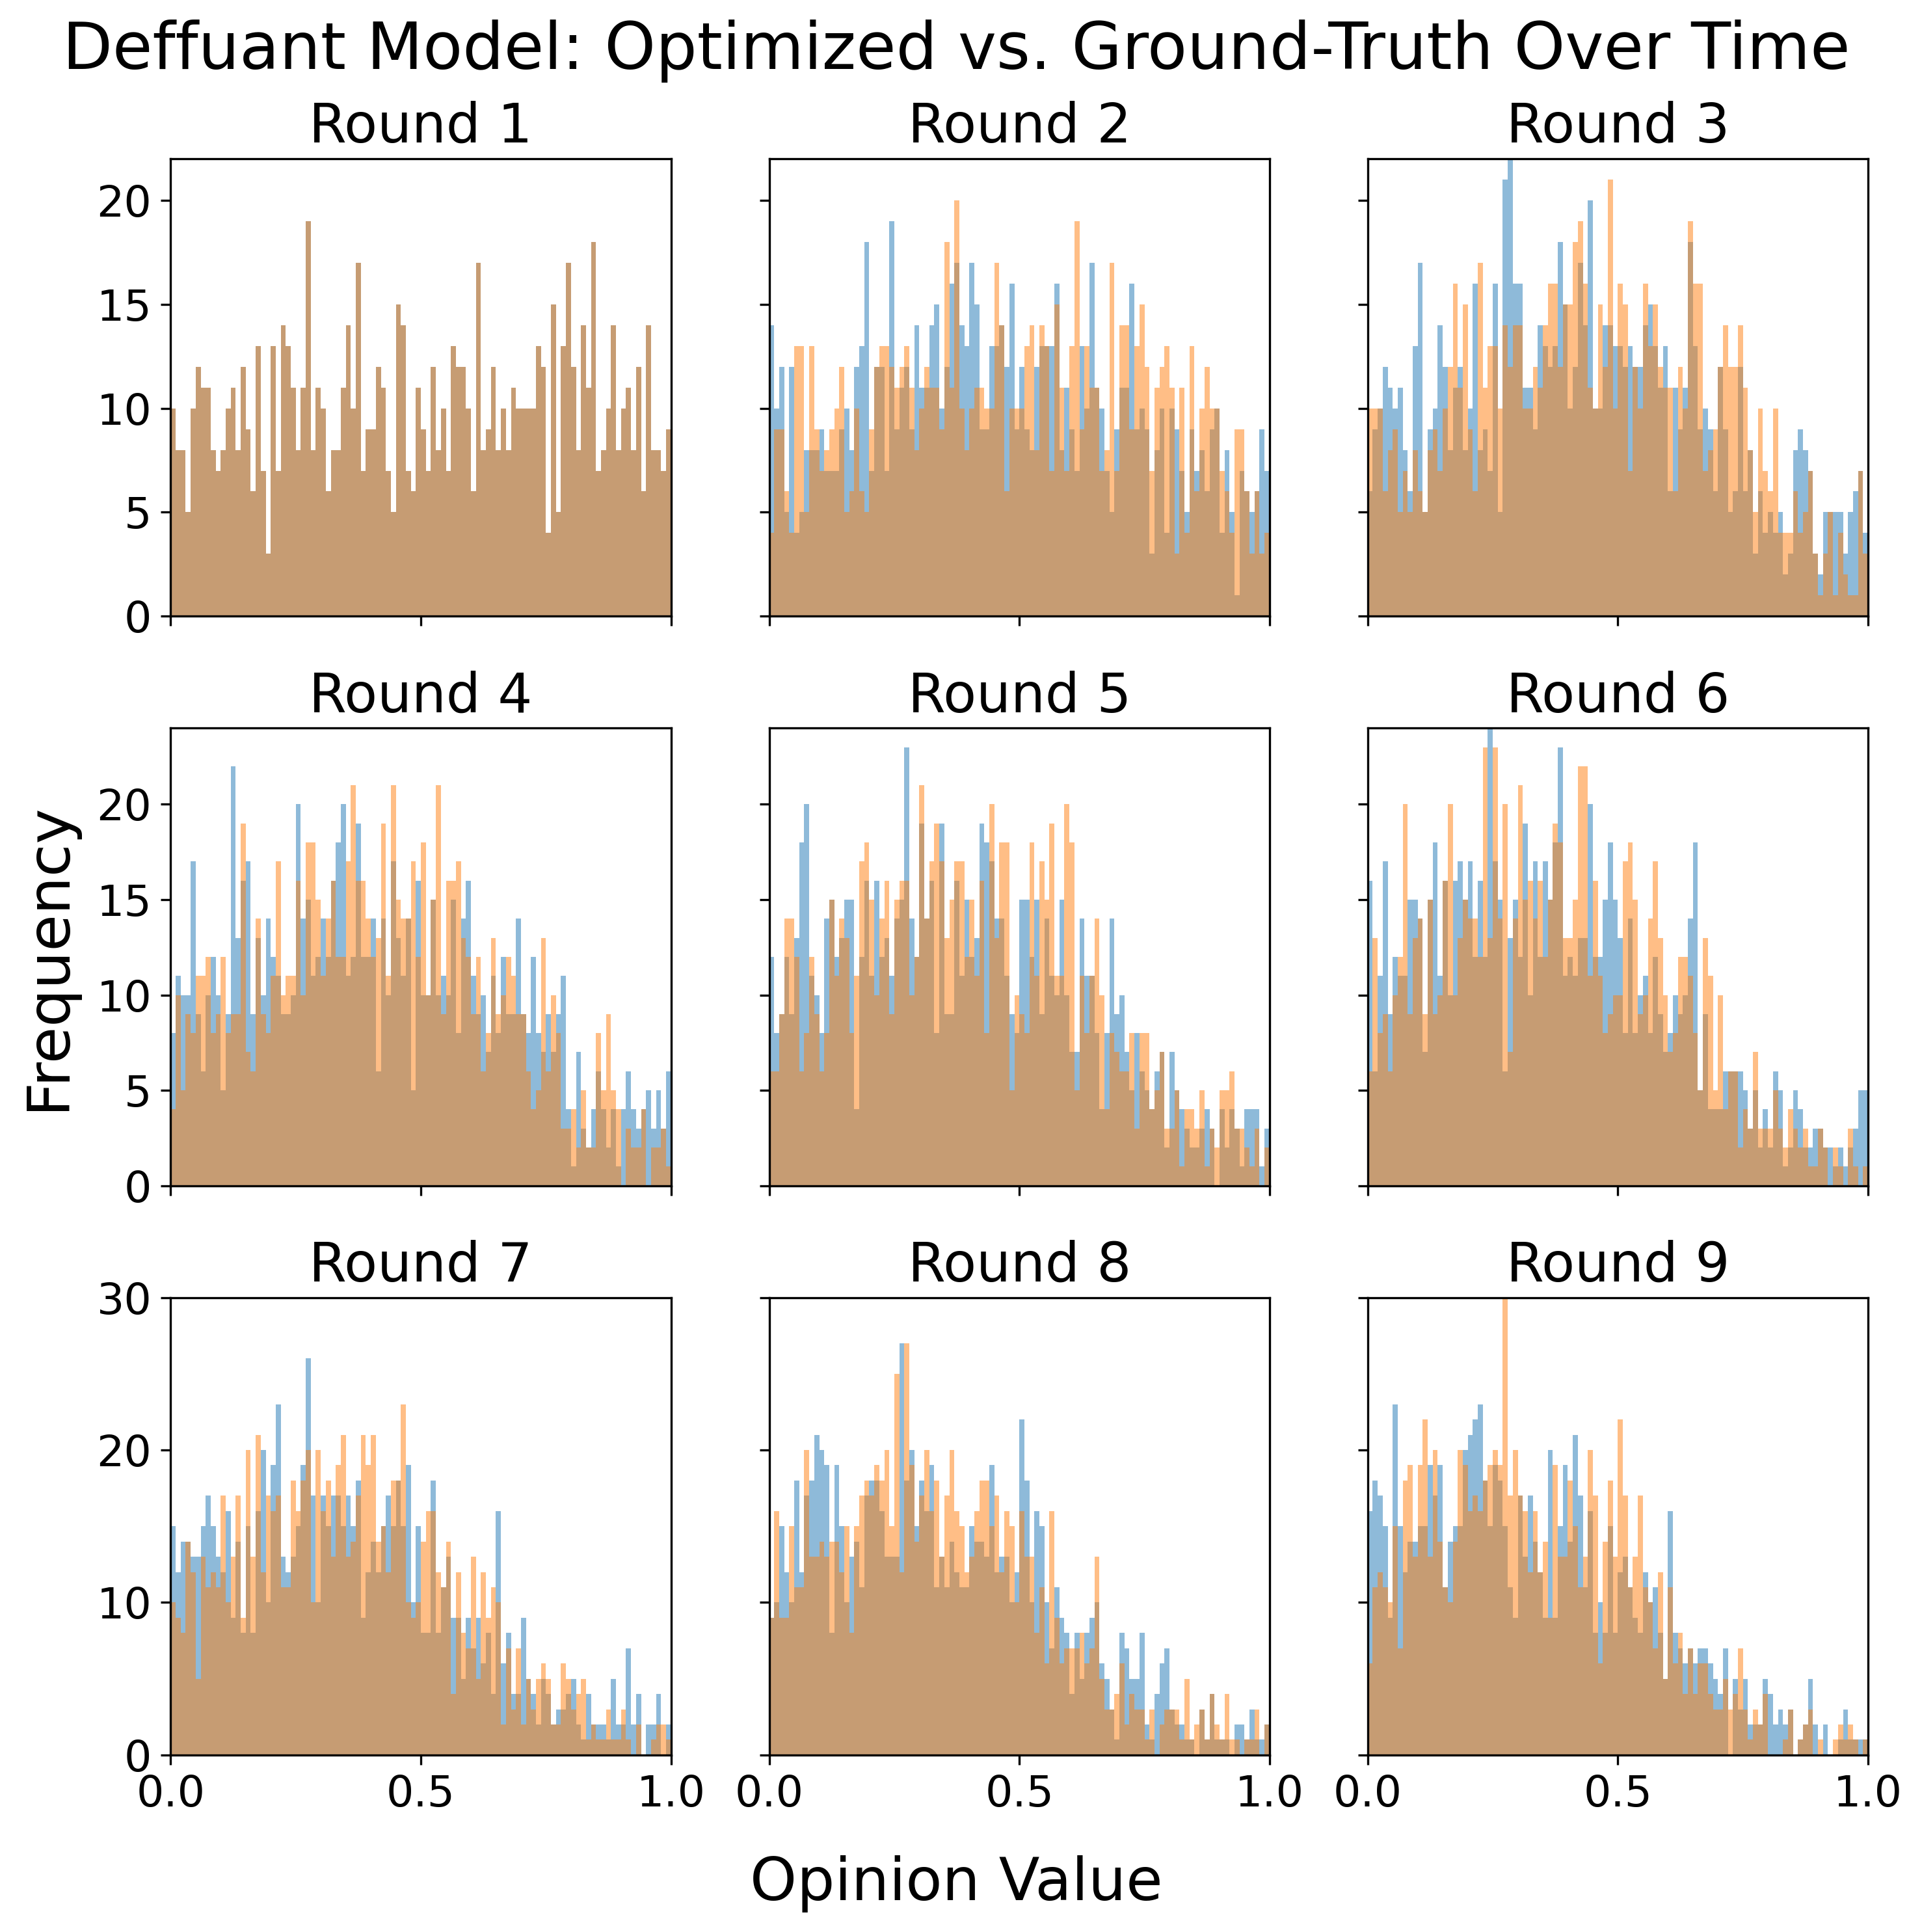 Deffuant Model: Optimized vs. Ground-Truth Over Time
Round 1
Round 2
Round 3
20
15
10
5
0
Round 4
Round 5
Round 6
Frequency
20
15
10
5
0
Round 7
Round 8
Round 9
30
20
10
0
0.0 0.5 1.0 0.0 0.5 1.0 0.0 0.5 1.0
Opinion Value